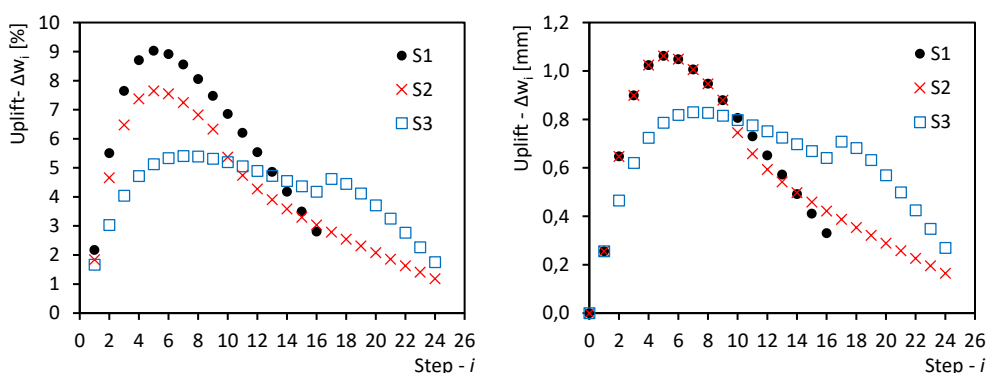 Uplift- Δwᵢ [%]
10
9
8
7
6
5
4
3
2
1
0
0 2 4 6 8 10 12 14 16 18 20 22 24 26
Step - i
S1
S2
S3
Uplift - Δwᵢ [mm]
1,2
1,0
0,8
0,6
0,4
0,2
0,0
0 2 4 6 8 10 12 14 16 18 20 22 24 26
Step - i
S1
S2
S3